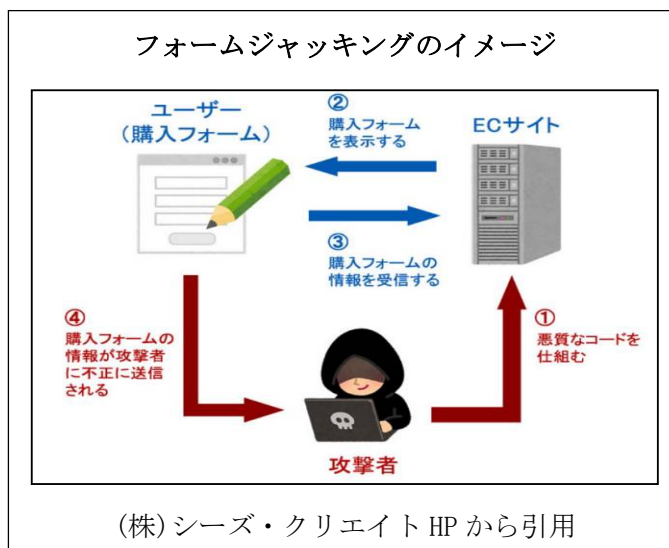 フォームジャッキングのイメージ
ユーザー
(購入フォーム)
②
購入フォーム
を表示する
ECサイト
③
購入フォームの
情報を受信する
④
購入フォームの
情報が攻撃者
に不正に送信
される
①
悪質なコードを
仕組む
攻撃者
(株)シーズ・クリエイト HP から引用